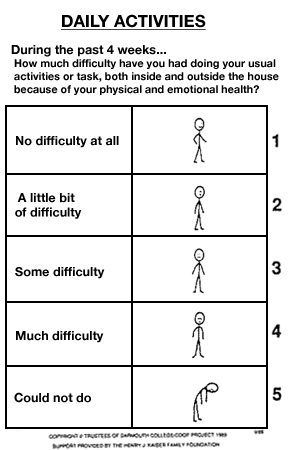 DAILY ACTIVITIES
During the past 4 weeks...
How much difficulty have you had doing your usual
activities or task, both inside and outside the house
because of your physical and emotional health?
No difficulty at all
1
A little bit
of difficulty
2
Some difficulty
3
Much difficulty
4
Could not do
5
COPYRIGHT © TRUSTEES OF DARMOUTH COLLEGE/COOP PROJECT 1989
SUPPORT PROVIDED BY THE HENRY J. KAISER FAMILY FOUNDATION